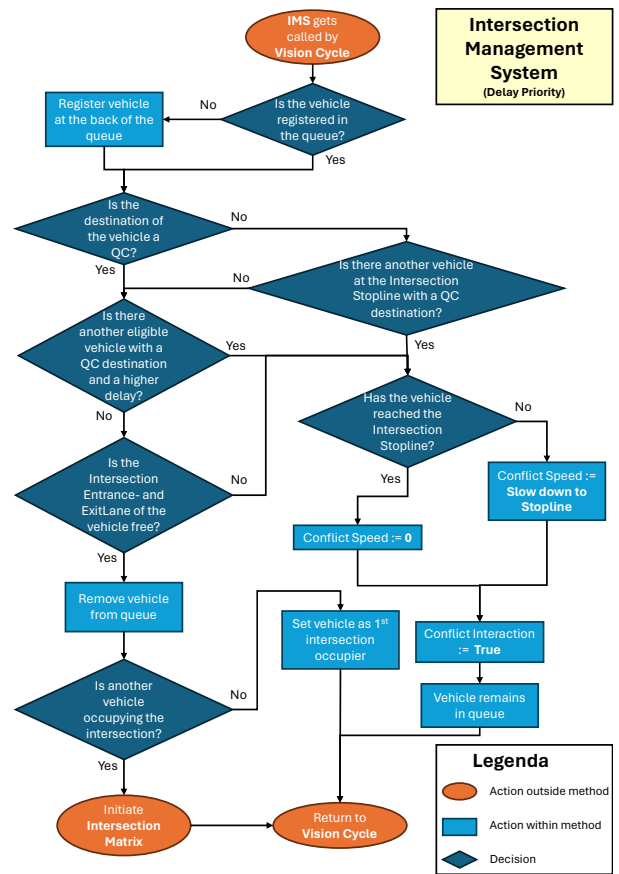 IMS gets
called by
Vision Cycle
Intersection
Management
System
(Delay Priority)
Register vehicle
at the back of the
queue
No
Is the vehicle
registered in
the queue?
Yes
Is the
destination of
the vehicle a
QC?
No
Yes
Is there another vehicle
at the Intersection
Stopline with a QC
destination?
No
Yes
Is there
another eligible
vehicle with a
QC destination
and a higher
delay?
Yes
No
Has the vehicle
reached the
Intersection
Stopline?
No
Yes
Is the
Intersection
Entrance- and
ExitLane of the
vehicle free?
No
Yes
Conflict Speed :=
Slow down to
Stopline
Conflict Speed := 0
Remove vehicle
from queue
Set vehicle as 1st
intersection
occupier
Conflict Interaction
:= True
Is another
vehicle
occupying the
intersection?
No
Yes
Vehicle remains
in queue
Initiate
Intersection
Matrix
Return to
Vision Cycle
Legenda
Action outside method
Action within method
Decision